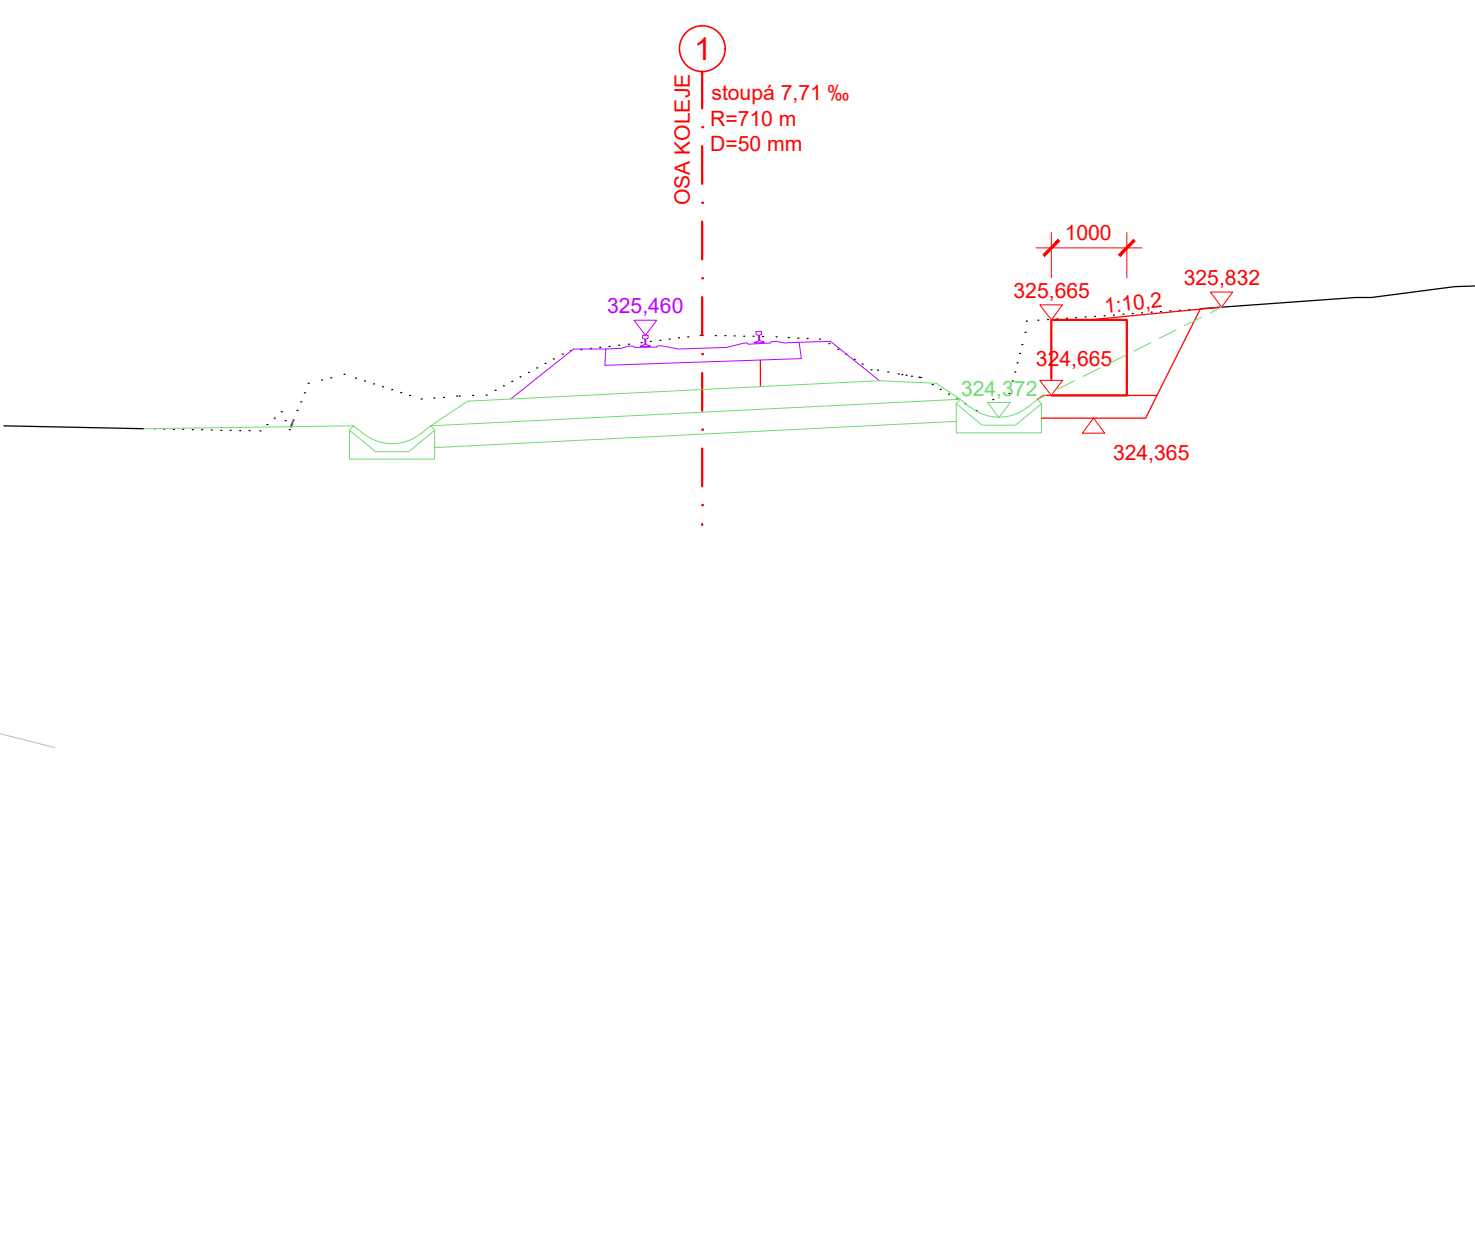 1
OSA KOLEJE
stoupá 7,71 ‰
R=710 m
D=50 mm
1000
325,832
325,665
1:10,2
325,460
324,665
324,372
324,365